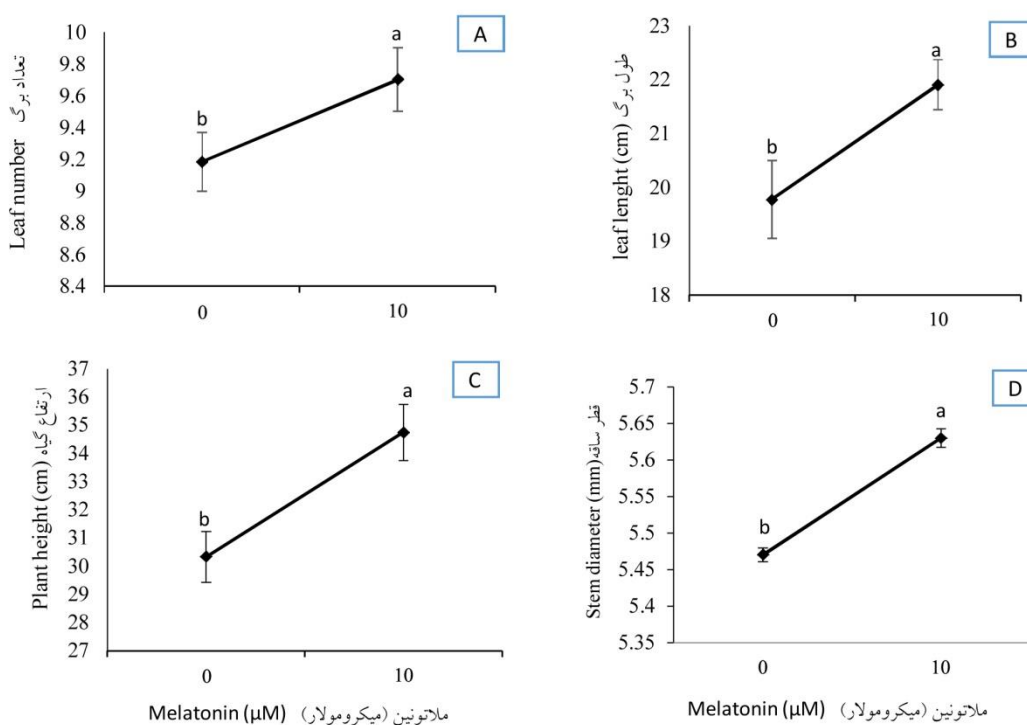 A
Leaf number تعداد برگ
10
9.8
9.6
9.4
9.2
9
8.8
8.6
8.4
b
a
0
10
B
leaf lenght (cm) طول برگ
23
22
21
20
19
18
b
a
0
10
C
Plant height (cm) ارتفاع گیاه
37
36
35
34
33
32
31
30
29
28
27
b
a
0
10
Melatonin (µM) ملاتونین (میکرومولار)
D
Stem diameter (mm) قطر ساقه
5.7
5.65
5.6
5.55
5.5
5.45
5.4
5.35
b
a
0
10
Melatonin (µM) ملاتونین (میکرومولار)